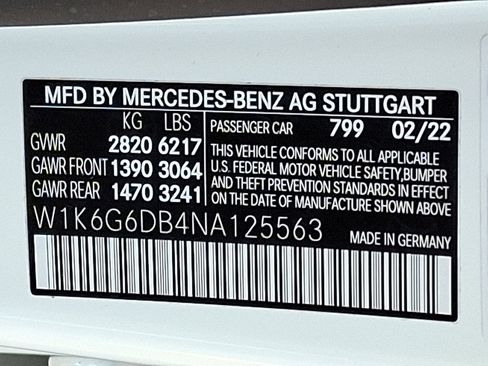 MFD BY MERCEDES-BENZ AG STUTTGART
KG LBS
GVWR 2820 6217
GAWR FRONT 1390 3064
GAWR REAR 1470 3241
PASSENGER CAR 799 02/22
THIS VEHICLE CONFORMS TO ALL APPLICABLE
U.S. FEDERAL MOTOR VEHICLE SAFETY,BUMPER
AND THEFT PREVENTION STANDARDS IN EFFECT
ON THE DATE OF MANUFACTURE SHOWN ABOVE.
W1K6G6DB4NA125563
MADE IN GERMANY